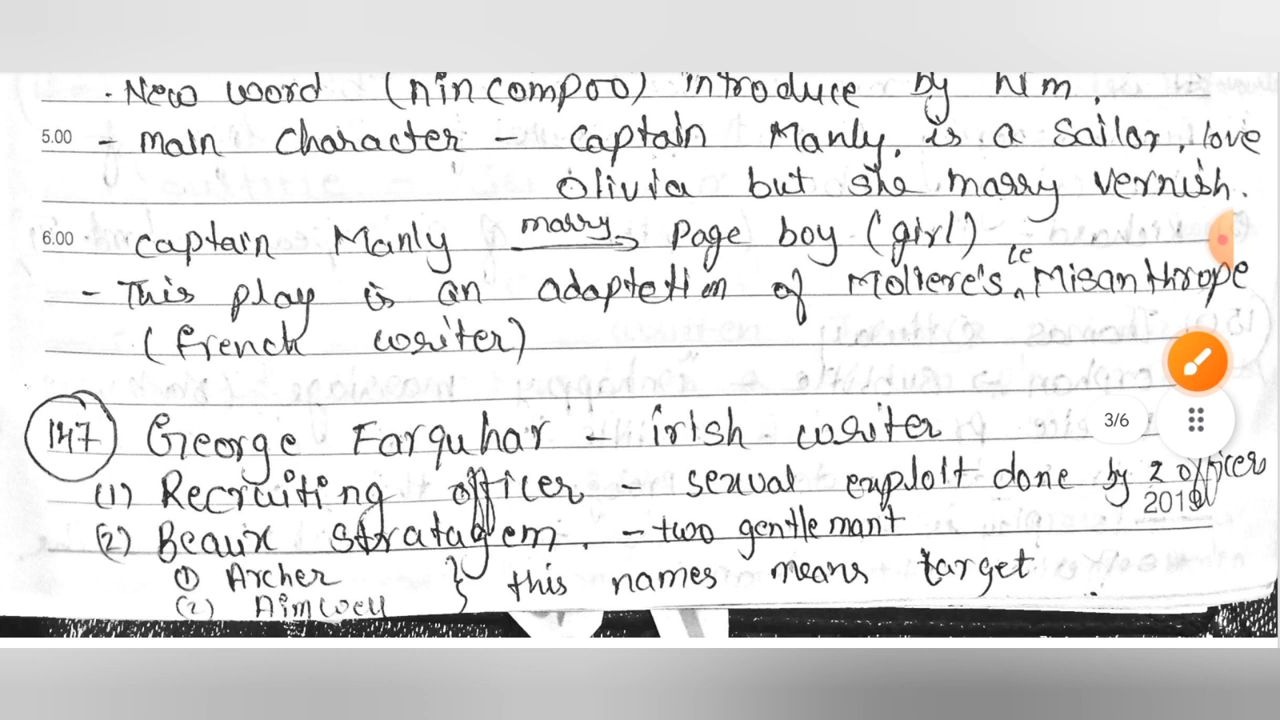 . New word (nincompoo) introduce by him.
5.00 - main character - captain Manly, is a sailor, love
olivia but she marry vernish.
6.00 captain Manly marry → Page boy (girl)
- This play is an adaptetion of Moliere's le Misanthrope
(french writer)
147 George Farquhar - irish writer
3/6
(1) Recruiting officer - sexual exploit done by 2 officer
2019
(2) Beaux stratagem. - two gentlemant
(1) Archer } this names means target.
(2) Aimwell